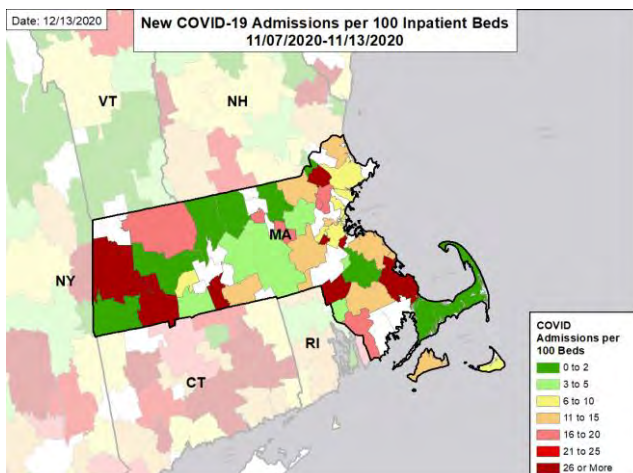 Date: 12/13/2020
New COVID-19 Admissions per 100 Inpatient Beds
11/07/2020-11/13/2020
VT
NH
MA
NY
CT
RI
COVID
Admissions per
100 Beds
0 to 2
3 to 5
6 to 10
11 to 15
16 to 20
21 to 25
26 or More